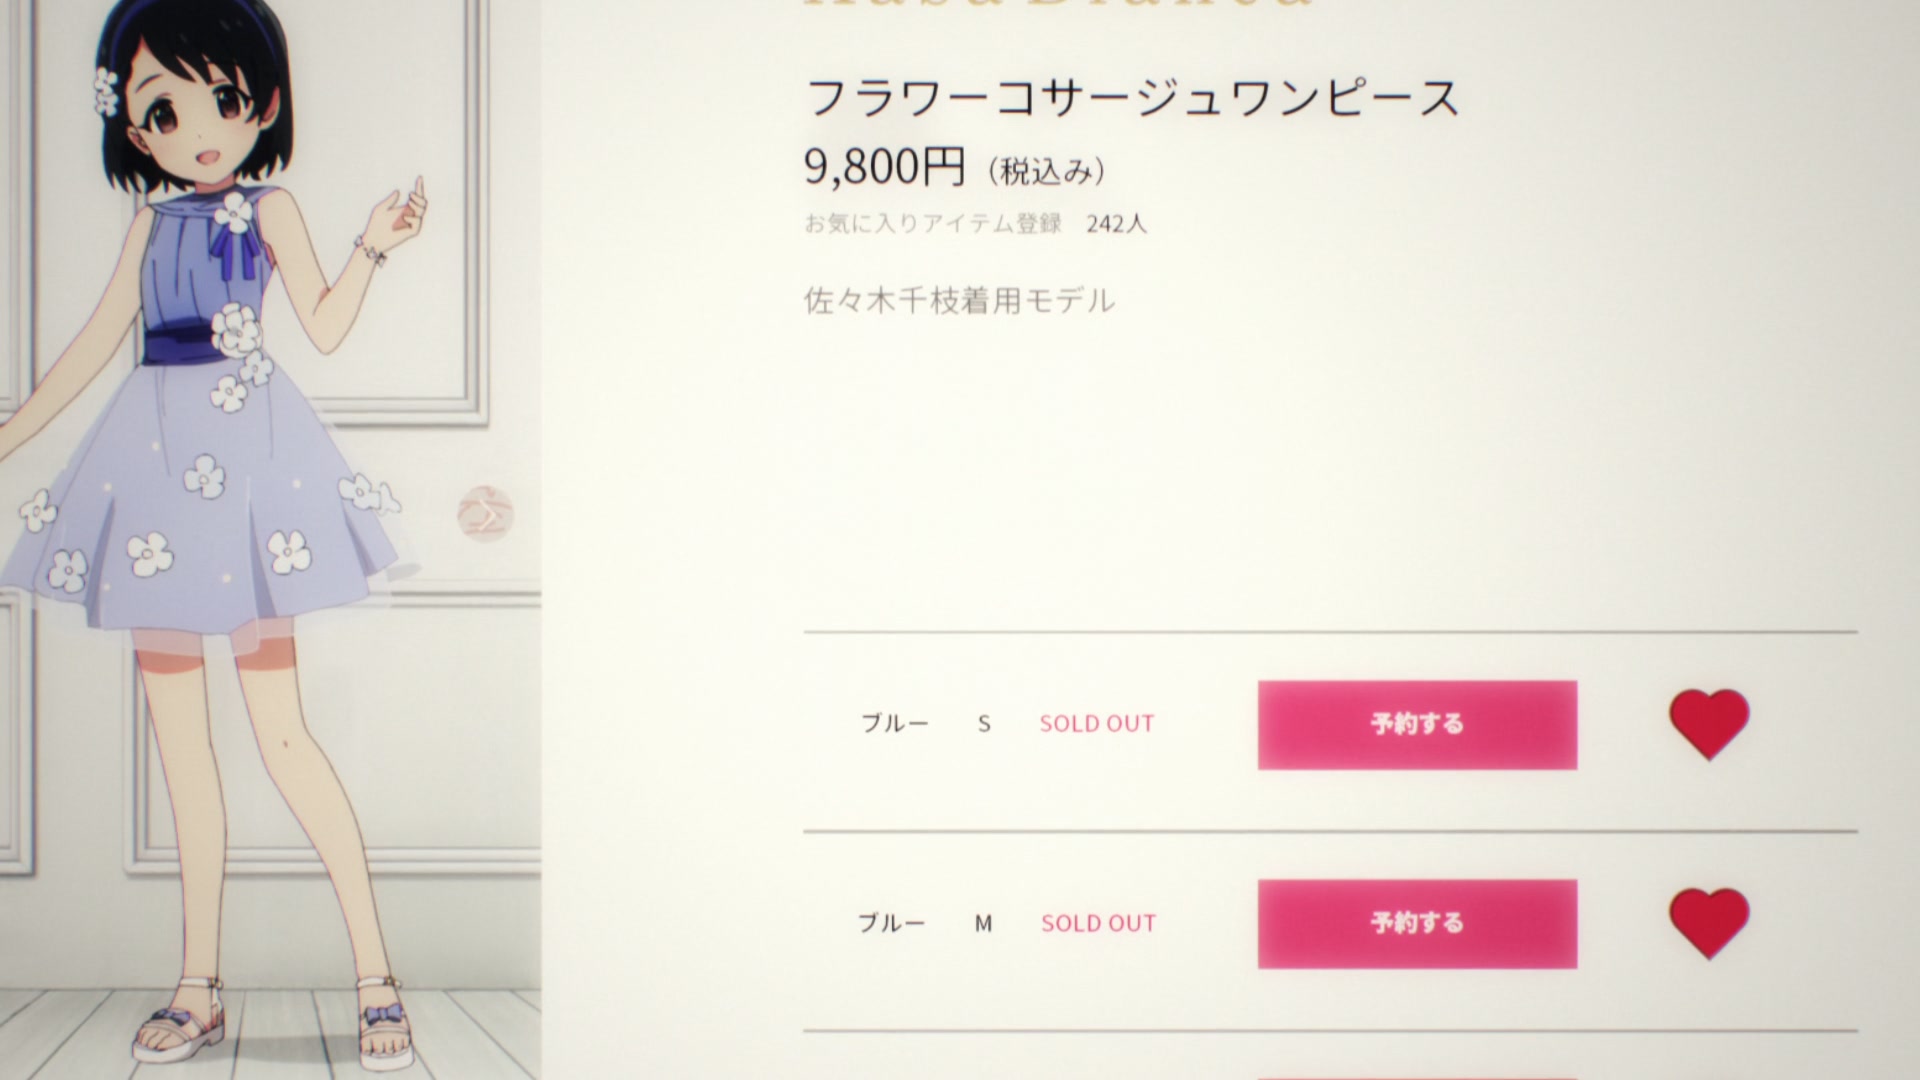 フラワーコサージュワンピース
9,800円 (税込み)
お気に入りアイテム登録 242人
佐々木千枝着用モデル
ブルー S SOLD OUT 予約する
ブルー M SOLD OUT 予約する